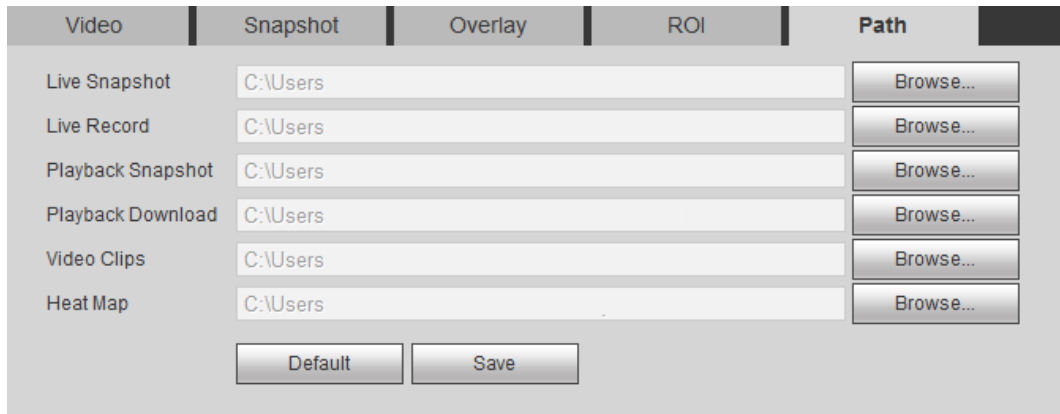 Video Snapshot Overlay ROI Path
Live Snapshot C:\Users Browse...
Live Record C:\Users Browse...
Playback Snapshot C:\Users Browse...
Playback Download C:\Users Browse...
Video Clips C:\Users Browse...
Heat Map C:\Users Browse...
Default Save